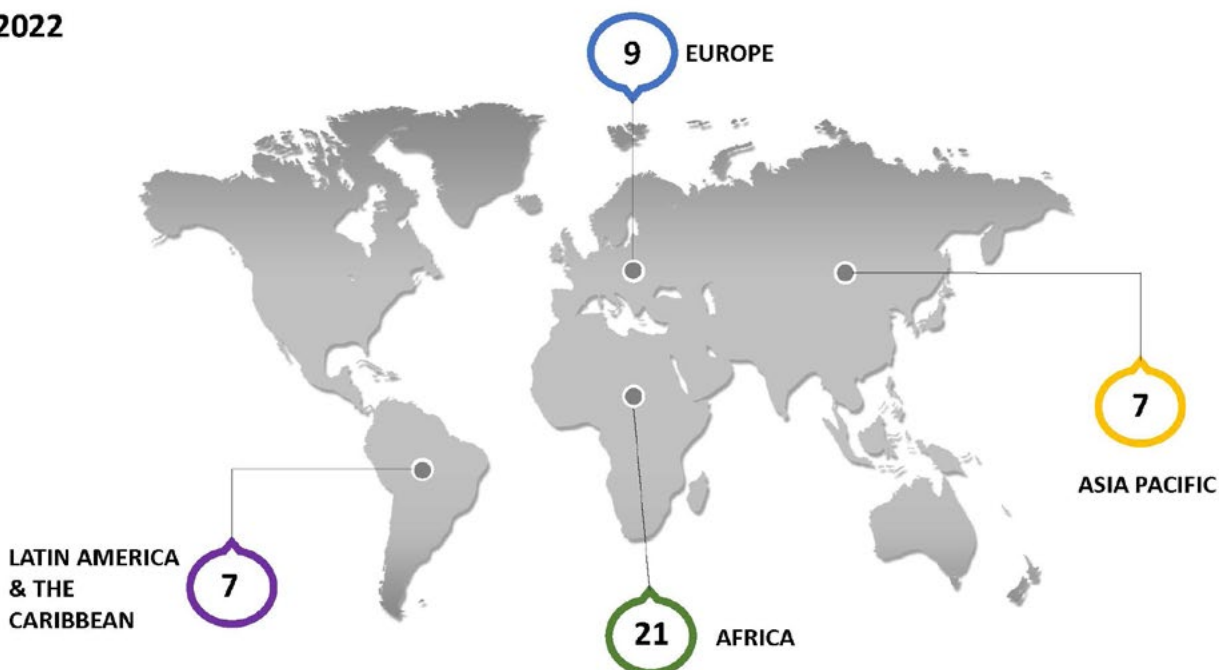 2022
9
EUROPE
7
ASIA PACIFIC
LATIN AMERICA
& THE
CARIBBEAN
7
21
AFRICA